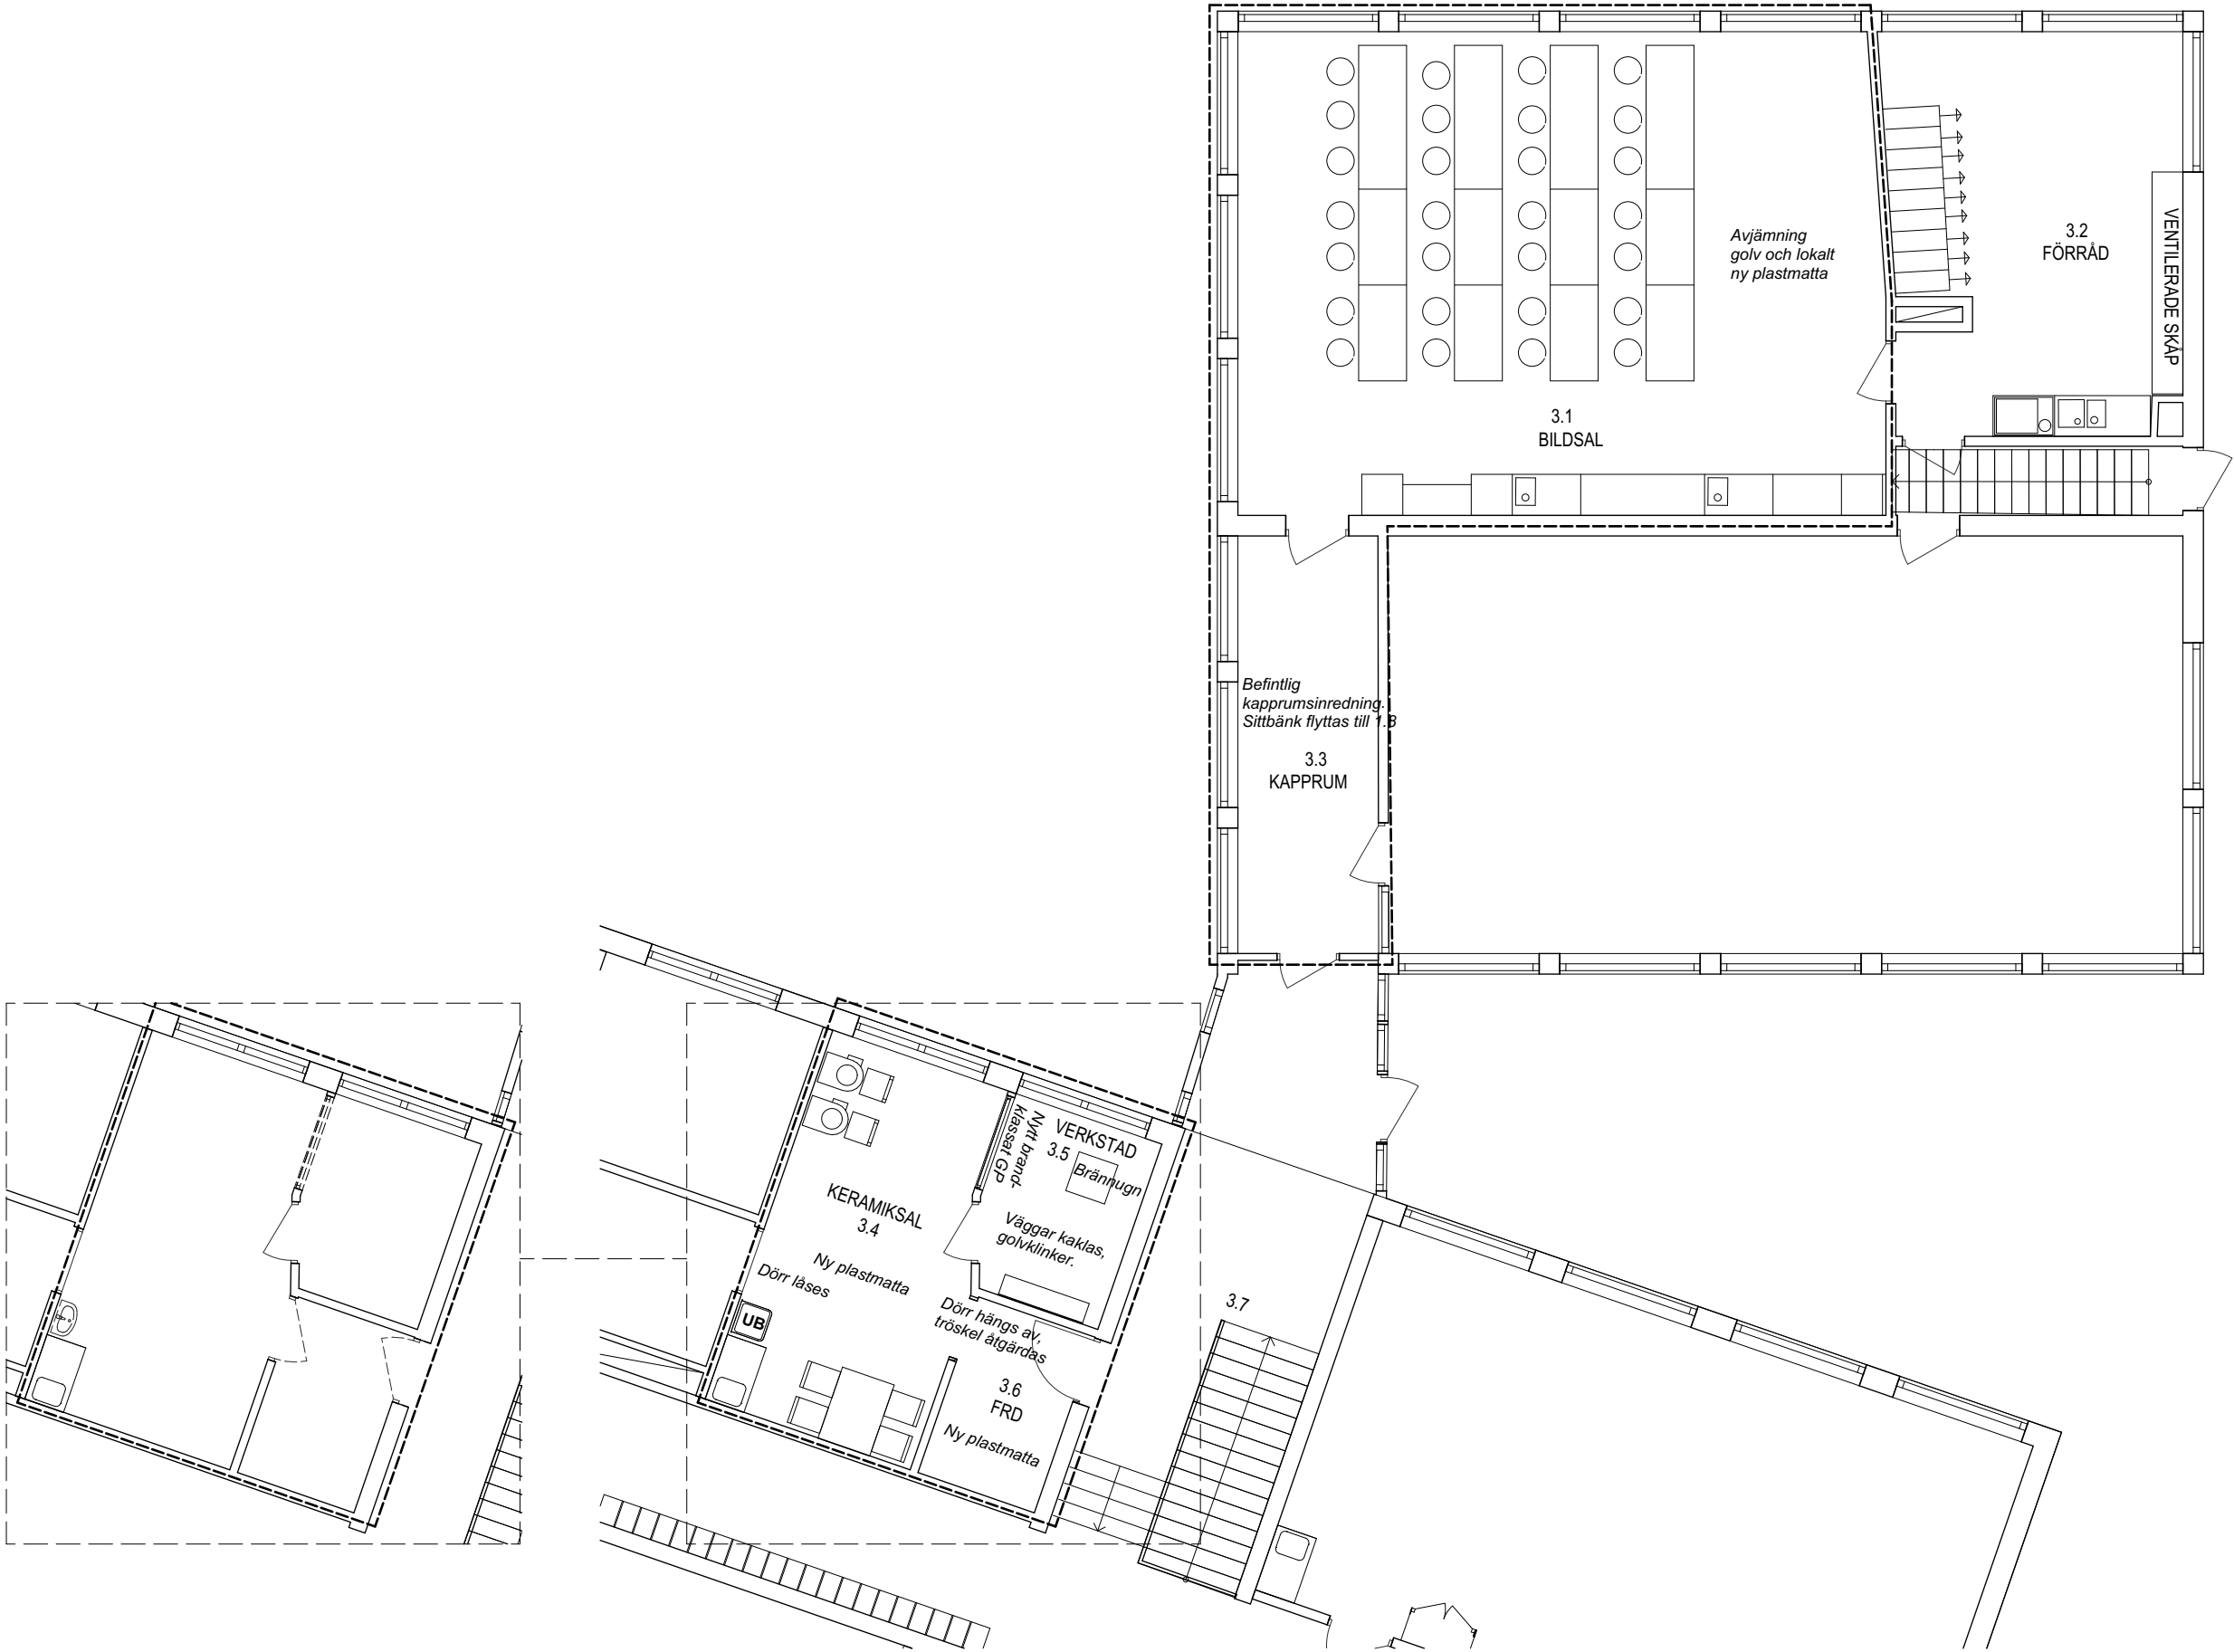 Avjämning
golv och lokalt
ny plastmatta
3.2
FÖRRÅD
VENTILERADE SKÅP
3.1
BILDSAL
Befintlig
kapprumsinredning.
Sittbänk flyttas till 1.8
3.3
KAPPRUM
Nytt brand-
klassat GP
VERKSTAD
3.5
Brännugn
KERAMIKSAL
3.4
Väggar kaklas,
golvklinker.
Ny plastmatta
Dörr låses
UB
Dörr hängs av,
tröskel åtgärdas
3.6
FRD
Ny plastmatta
3.7